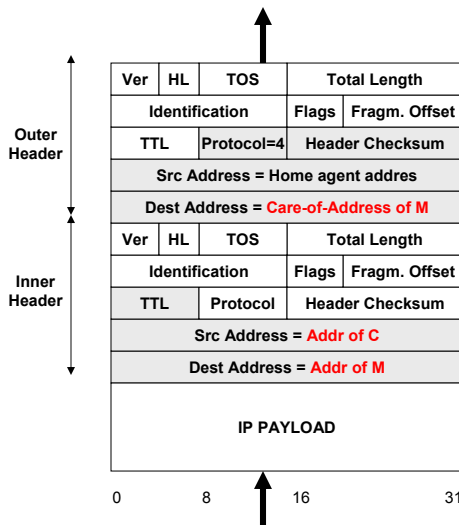 Ver HL TOS Total Length
Identification Flags Fragm. Offset
Outer Header
TTL Protocol=4 Header Checksum
Src Address = Home agent addres
Dest Address = Care-of-Address of M
Ver HL TOS Total Length
Identification Flags Fragm. Offset
Inner Header
TTL Protocol Header Checksum
Src Address = Addr of C
Dest Address = Addr of M
IP PAYLOAD
0 8 16 31